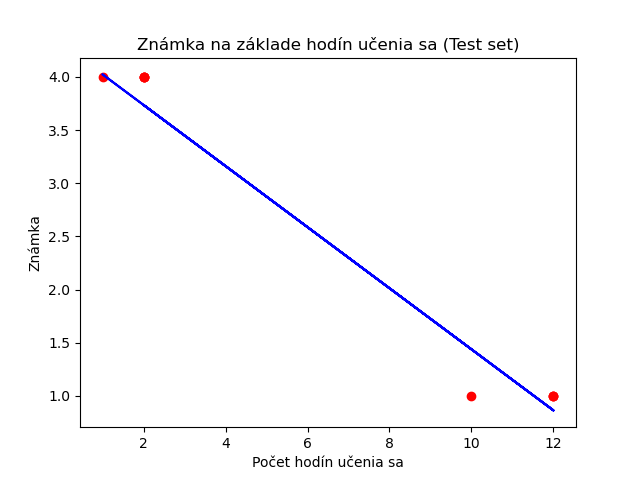 Známka na základe hodín učenia sa (Test set)
4.0
3.5
3.0
2.5
2.0
1.5
1.0
Známka
2 4 6 8 10 12
Počet hodín učenia sa